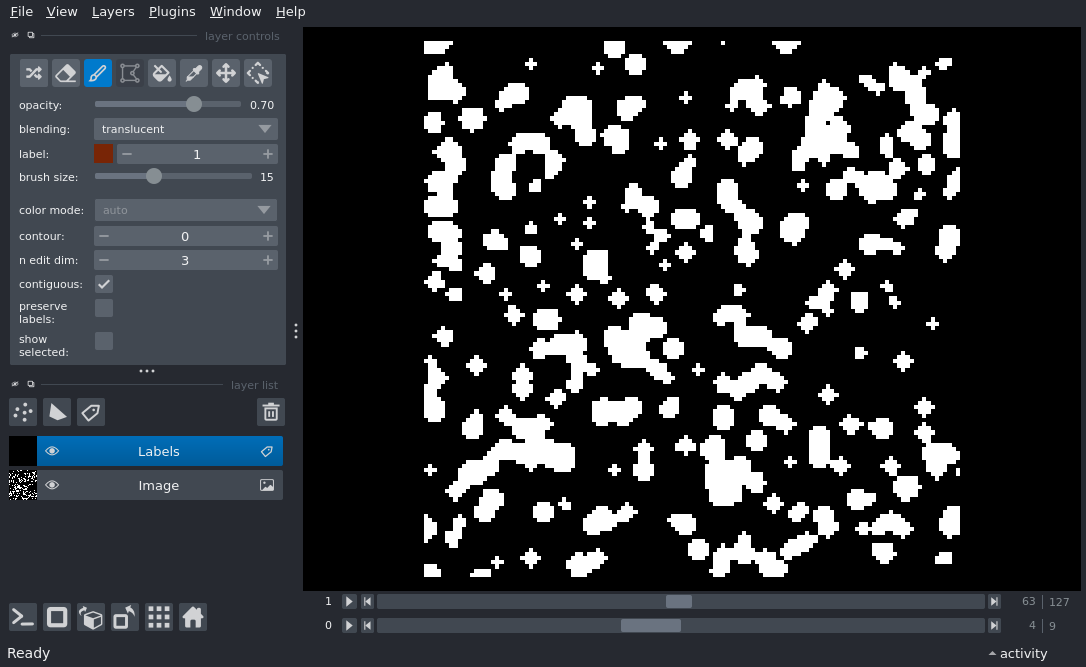 File View Layers Plugins Window Help
layer controls
opacity: 0.70
blending: translucent
label: 1
brush size: 15
color mode: auto
contour: 0
n edit dim: 3
contiguous:
preserve
labels:
show
selected:
layer list
Labels
Image
1 63 127
0 4 9
Ready activity